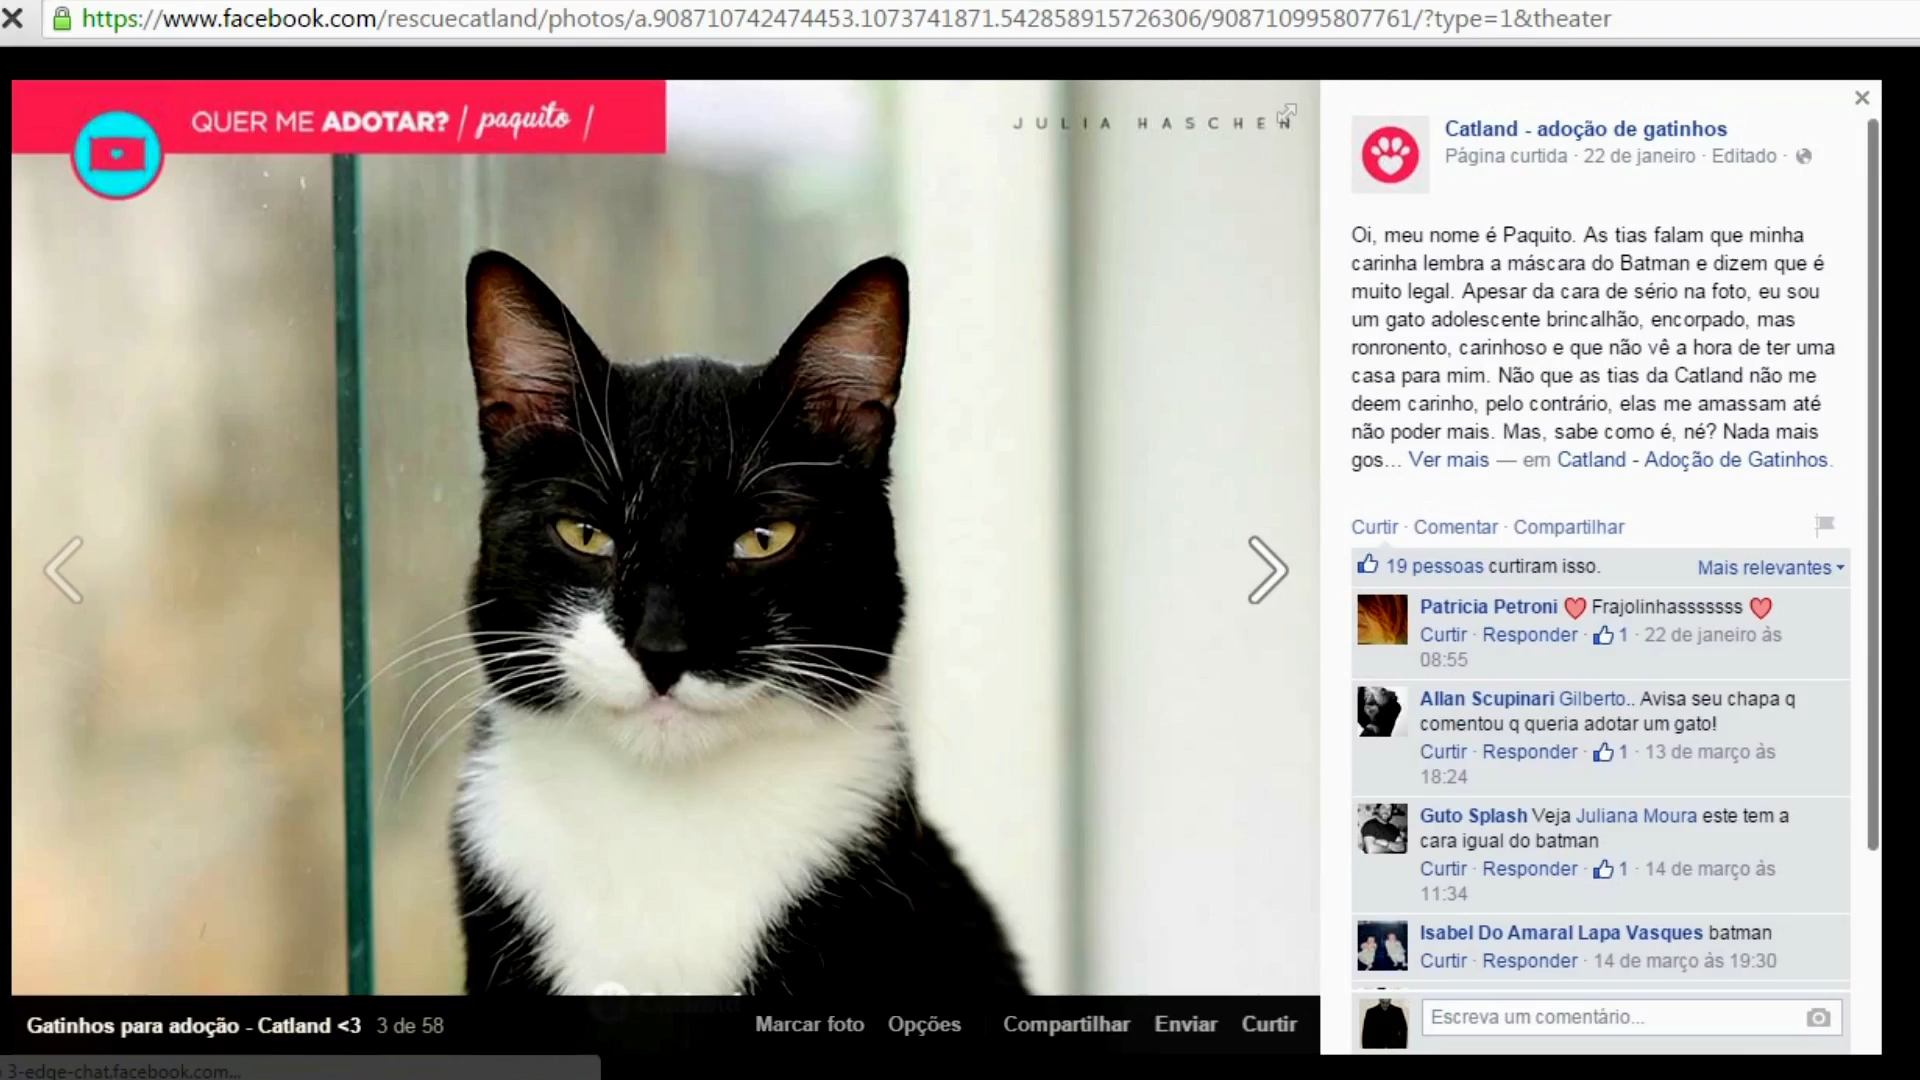 https://www.facebook.com/rescuecatland/photos/a.908710742474453.1073741871.542858915726306/908710995807761/?type=1&theater
QUER ME ADOTAR? / paquito /
JULIA HASCHEN
Catland - adoção de gatinhos
Página curtida · 22 de janeiro · Editado ·
Oi, meu nome é Paquito. As tias falam que minha
carinha lembra a máscara do Batman e dizem que é
muito legal. Apesar da cara de sério na foto, eu sou
um gato adolescente brincalhão, encorpado, mas
ronronento, carinhoso e que não vê a hora de ter uma
casa para mim. Não que as tias da Catland não me
deem carinho, pelo contrário, elas me amassam até
não poder mais. Mas, sabe como é, né? Nada mais
gos... Ver mais — em Catland - Adoção de Gatinhos.
Curtir · Comentar · Compartilhar
19 pessoas curtiram isso.
Mais relevantes
Patricia Petroni Frajolinhasssssss
Curtir · Responder · 1 · 22 de janeiro às
08:55
Allan Scupinari Gilberto.. Avisa seu chapa q
comentou q queria adotar um gato!
Curtir · Responder · 1 · 13 de março às
18:24
Guto Splash Veja Juliana Moura este tem a
cara igual do batman
Curtir · Responder · 1 · 14 de março às
11:34
Isabel Do Amaral Lapa Vasques batman
Curtir · Responder · 14 de março às 19:30
Escreva um comentário...
Gatinhos para adoção - Catland <3 3 de 58
Marcar foto Opções Compartilhar Enviar Curtir
3-edge-chat.facebook.com...